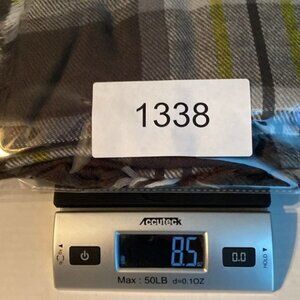 1338
Accuteck
8.5
0.0
HOLD
Max : 50LB d=0.1OZ